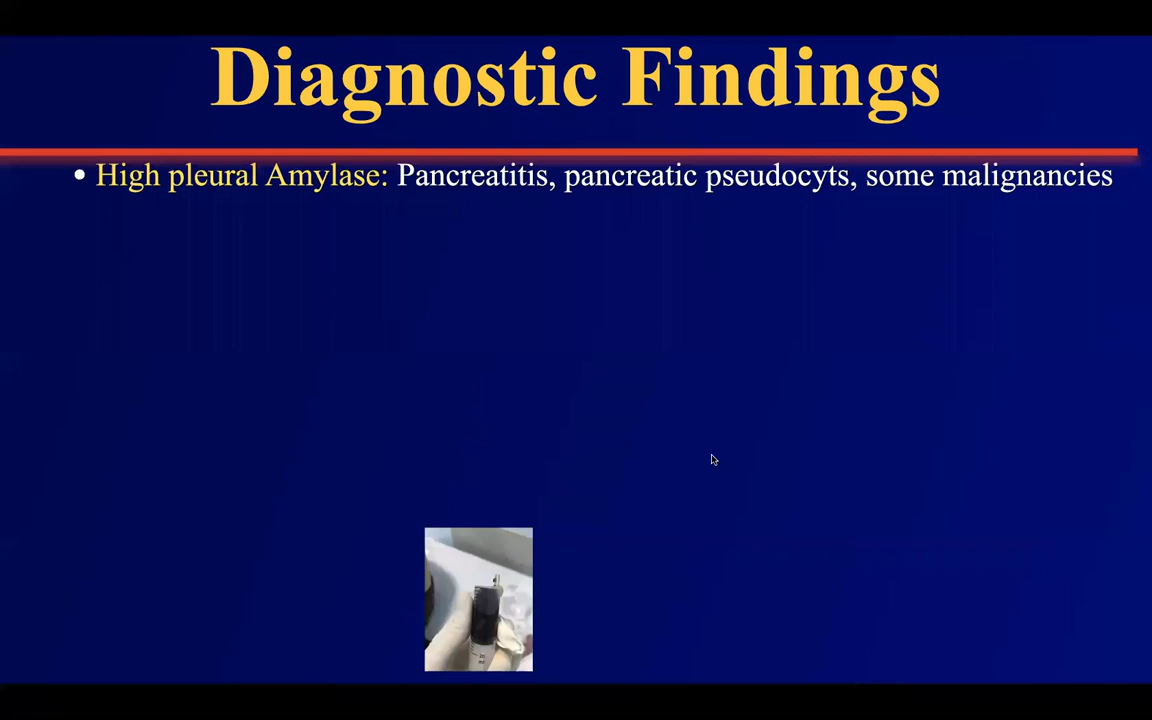 Diagnostic Findings
• High pleural Amylase: Pancreatitis, pancreatic pseudocyts, some malignancies